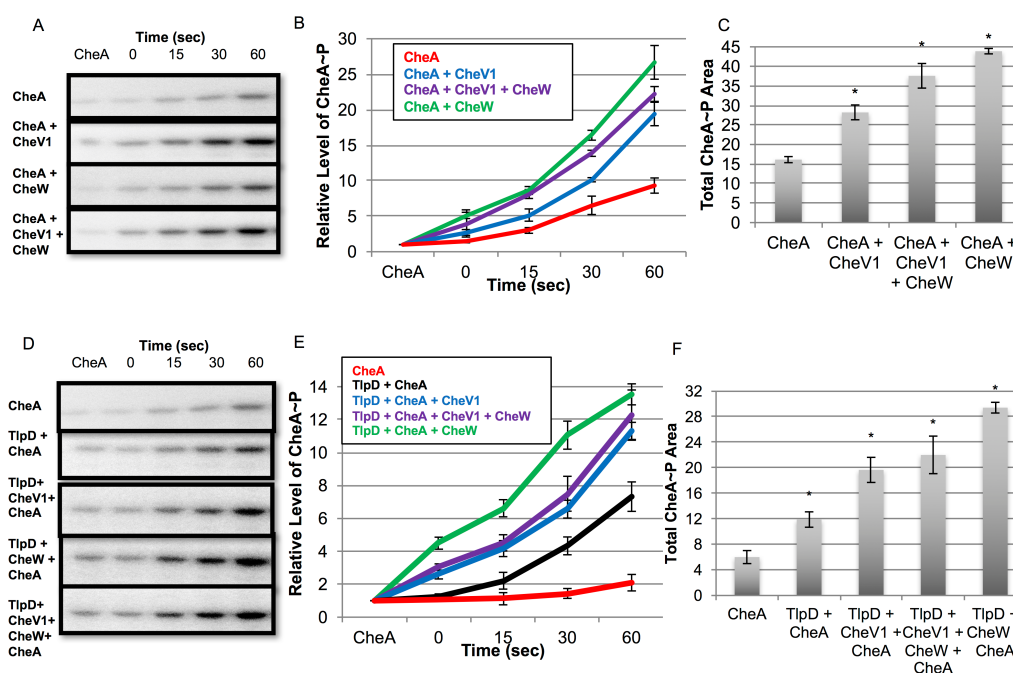 A
Time (sec)
CheA 0 15 30 60
CheA
CheA +
CheV1
CheA +
CheW
CheA +
CheV1 +
CheW
B
Relative Level of CheA~P
30
25
20
15
10
5
0
CheA
CheA + CheV1
CheA + CheV1 + CheW
CheA + CheW
CheA 0 15 30 60
Time (sec)
C
Total CheA~P Area
45
40
35
30
25
20
15
10
5
0
* * *
CheA
CheA +
CheV1
CheA +
CheV1
+ CheW
CheA +
CheW
D
Time (sec)
CheA 0 15 30 60
CheA
TlpD +
CheA
TlpD+
CheV1+
CheA
TlpD +
CheW +
CheA
TlpD+
CheV1+
CheW+
CheA
E
Relative Level of CheA~P
14
12
10
8
6
4
2
0
CheA
TlpD + CheA
TlpD + CheA + CheV1
TlpD + CheA + CheV1 + CheW
TlpD + CheA + CheW
CheA 0 15 30 60
Time (sec)
F
Total CheA~P Area
32
28
24
20
16
12
8
4
0
* * * *
CheA
TlpD +
CheA
TlpD +
CheV1 +
CheA
TlpD +
CheV1 +
CheW +
CheA
TlpD
CheW
CheA